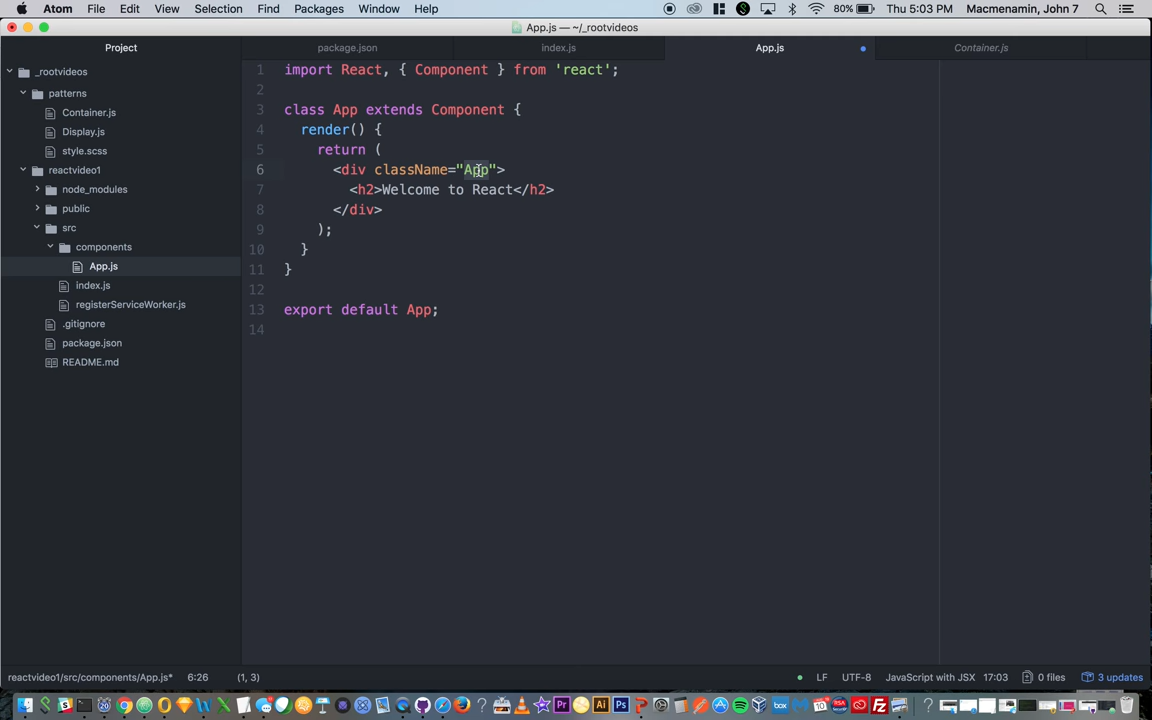 Atom File Edit View Selection Find Packages Window Help 80% Thu 5:03 PM Macmenamin, John 7
App.js — ~/_rootvideos
Project
package.json
index.js
App.js
Container.js
_rootvideos
patterns
Container.js
Display.js
style.scss
reactvideo1
node_modules
public
src
components
App.js
index.js
registerServiceWorker.js
.gitignore
package.json
README.md
1 import React, { Component } from 'react';
2
3 class App extends Component {
4 render() {
5 return (
6 <div className="App">
7 <h2>Welcome to React</h2>
8 </div>
9 );
10 }
11 }
12
13 export default App;
14
reactvideo1/src/components/App.js* 6:26 (1, 3) LF UTF-8 JavaScript with JSX 17:03 0 files 3 updates